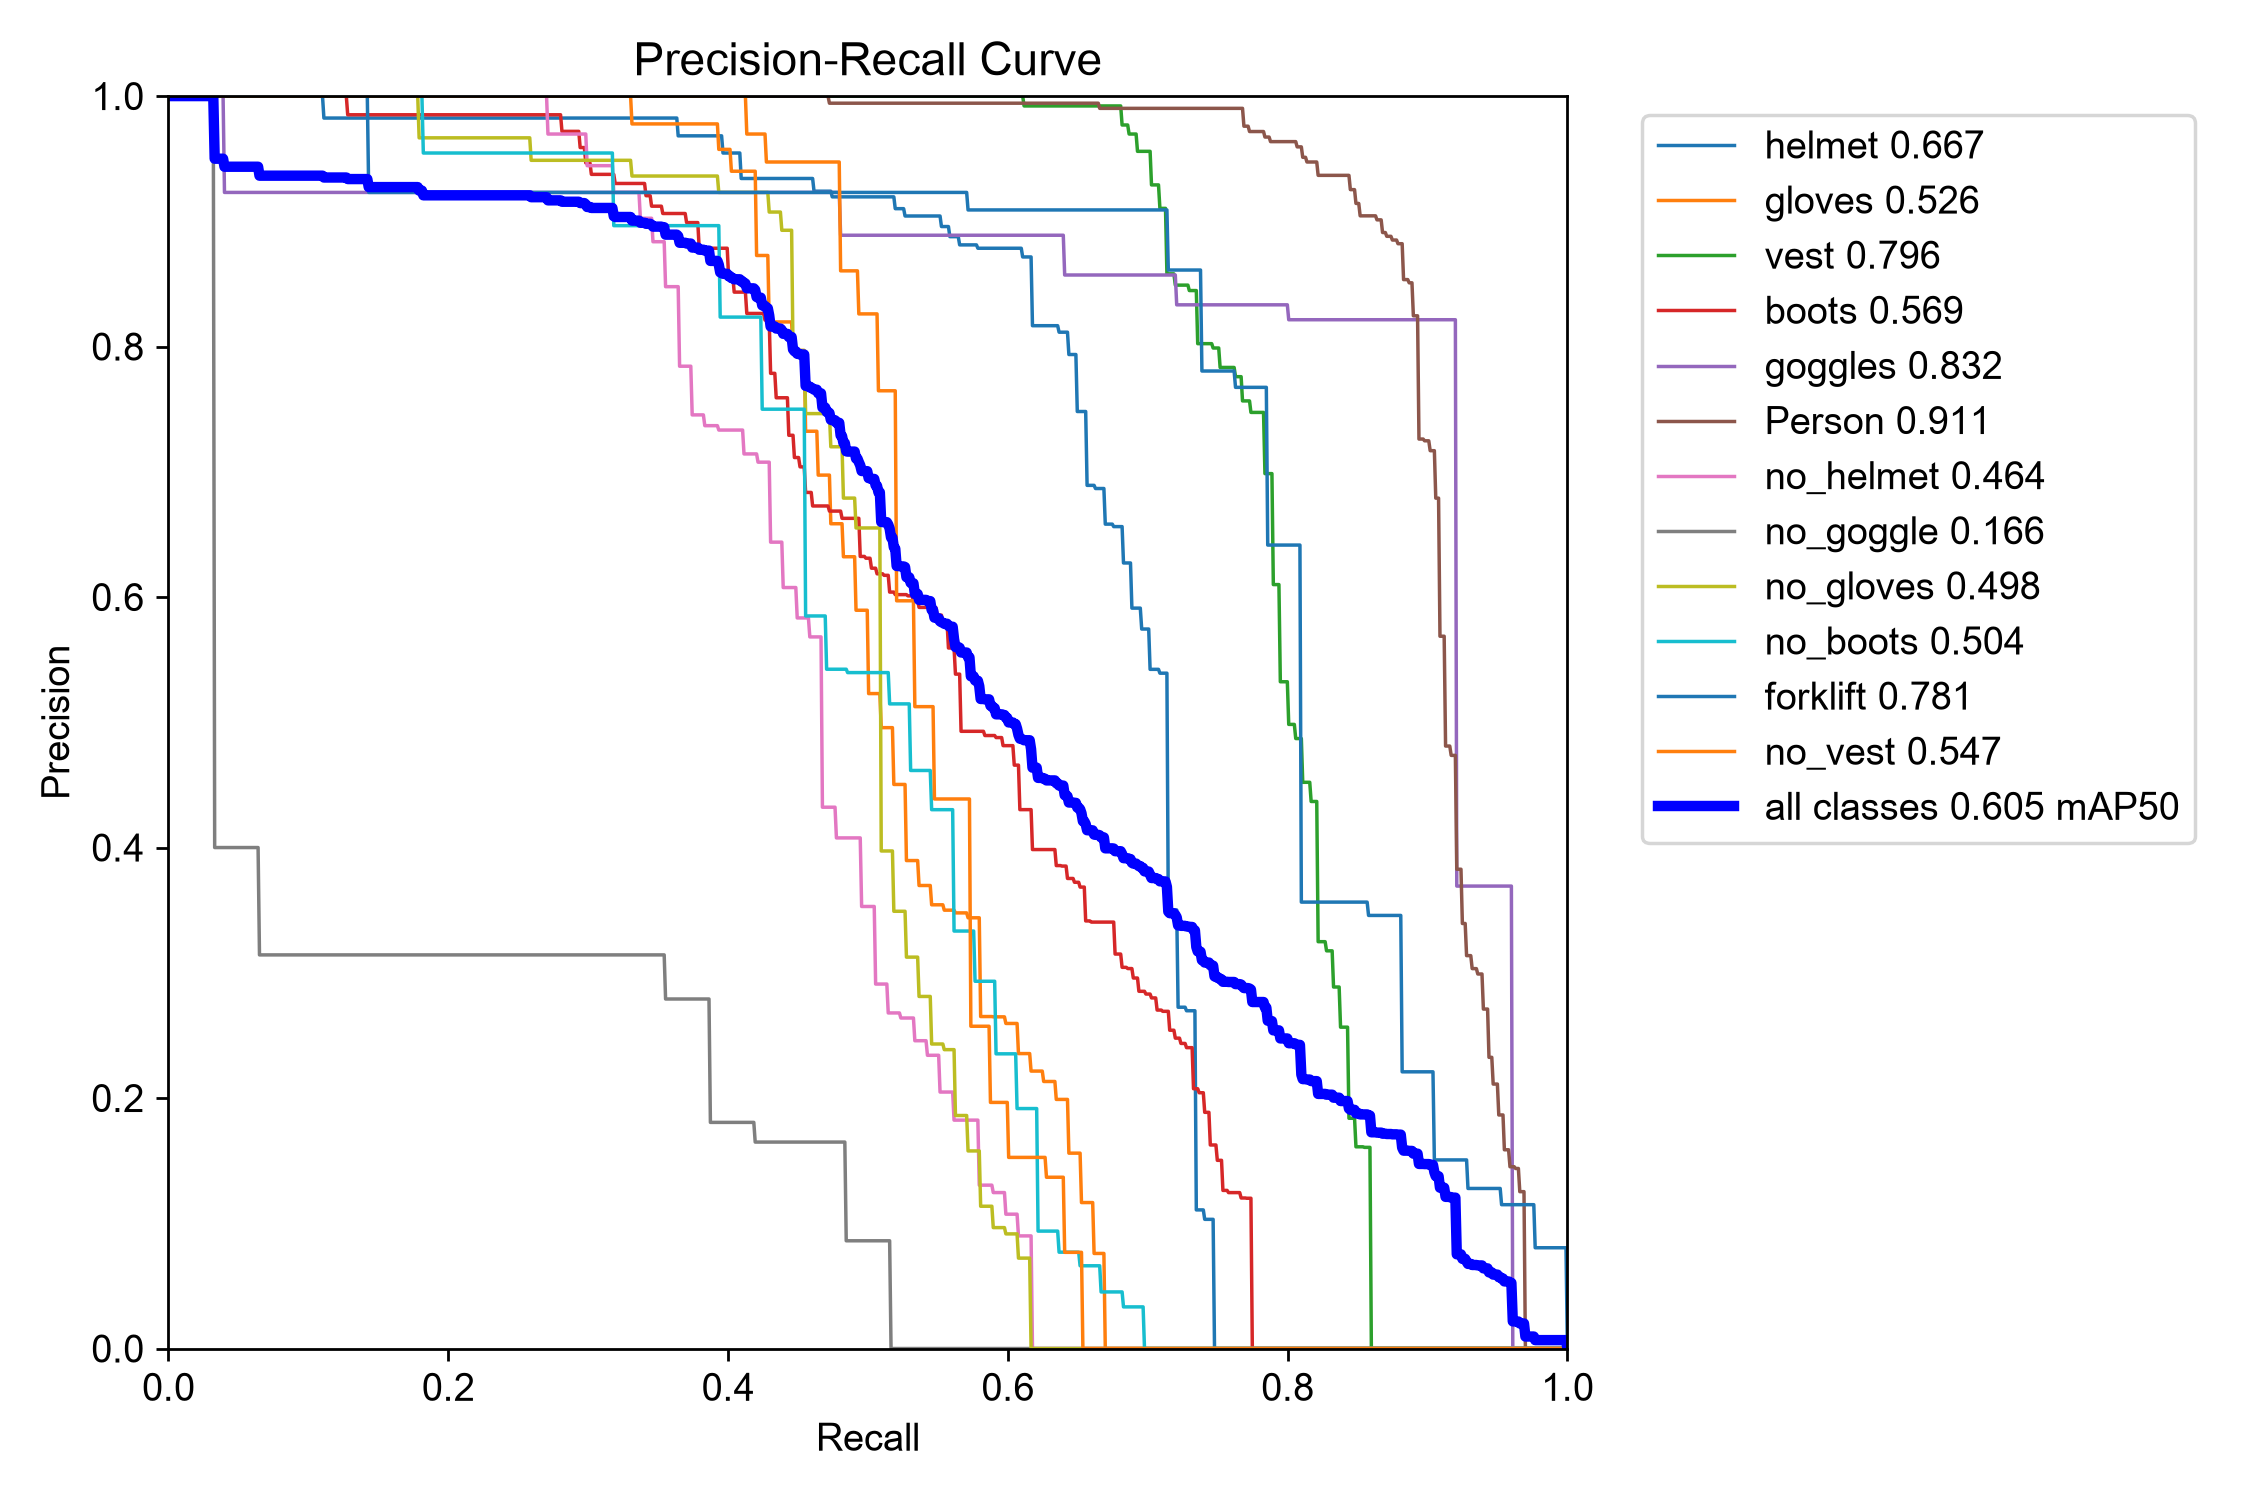 Precision-Recall Curve
1.0
0.8
0.6
0.4
0.2
0.0
Precision
0.0 0.2 0.4 0.6 0.8 1.0
Recall
helmet 0.667
gloves 0.526
vest 0.796
boots 0.569
goggles 0.832
Person 0.911
no_helmet 0.464
no_goggle 0.166
no_gloves 0.498
no_boots 0.504
forklift 0.781
no_vest 0.547
all classes 0.605 mAP50